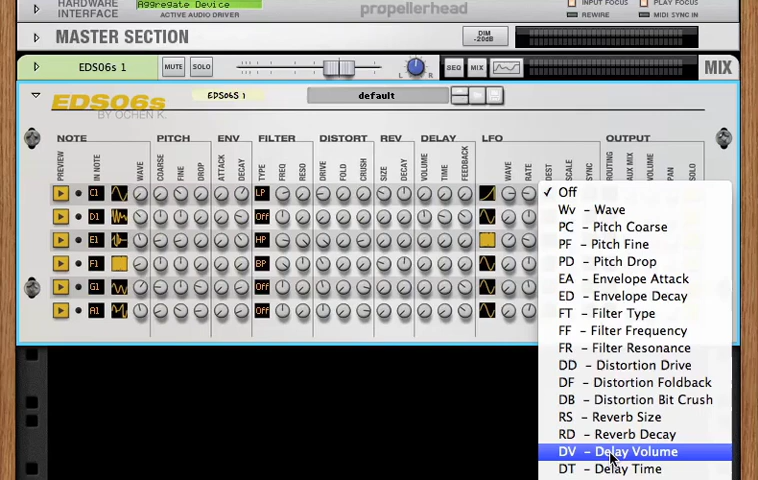 HARDWARE INTERFACE
Aggregate Device
ACTIVE AUDIO DRIVER
propellerhead
INPUT FOCUS
PLAY FOCUS
REWIRE
MIDI SYNC IN
MASTER SECTION
DIM -20dB
EDS06s 1
MUTE
SOLO
L
R
SEQ
MIX
MIX
EDS06s
BY OCHEN K.
EDS06S 1
default
NOTE
PITCH
ENV
FILTER
DISTORT
REV
DELAY
LFO
OUTPUT
PREVIEW
IN NOTE
WAVE
COARSE
FINE
DROP
ATTACK
DECAY
TYPE
FREQ
RESO
DRIVE
FOLD
CRUSH
SIZE
DECAY
VOLUME
TIME
FEEDBACK
WAVE
RATE
DEST
SCALE
SYNC
ROUTING
AUX MIX
VOLUME
PAN
SOLO
C1
LP
D1
Off
E1
HP
F1
BP
G1
Off
A1
Off
✓ Off
Wv – Wave
PC – Pitch Coarse
PF – Pitch Fine
PD – Pitch Drop
EA – Envelope Attack
ED – Envelope Decay
FT – Filter Type
FF – Filter Frequency
FR – Filter Resonance
DD – Distortion Drive
DF – Distortion Foldback
DB – Distortion Bit Crush
RS – Reverb Size
RD – Reverb Decay
DV – Delay Volume
DT – Delay Time